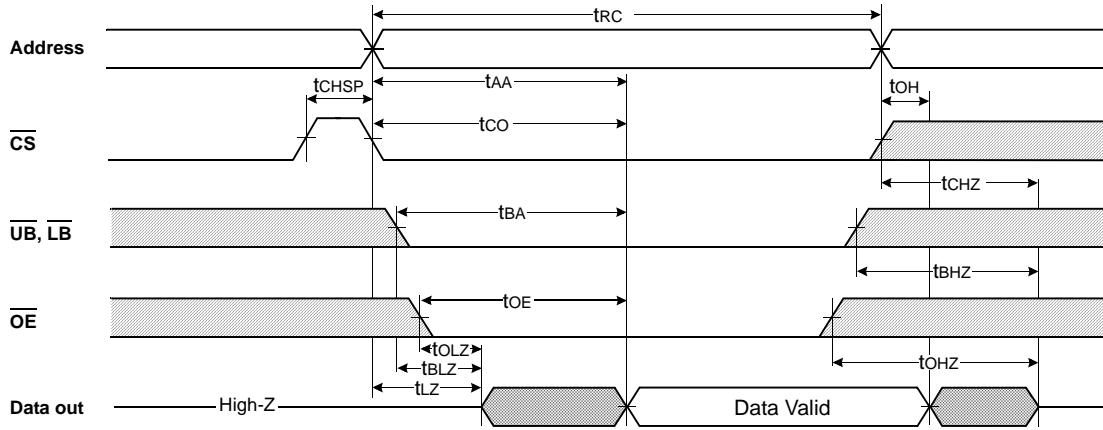 tRC
Address
tCHSP
tAA
tOH
tCO
CS
tCHZ
tBA
UB, LB
tBHZ
tOE
OE
tOLZ
tBLZ
tOHZ
tLZ
Data out
High-Z
Data Valid